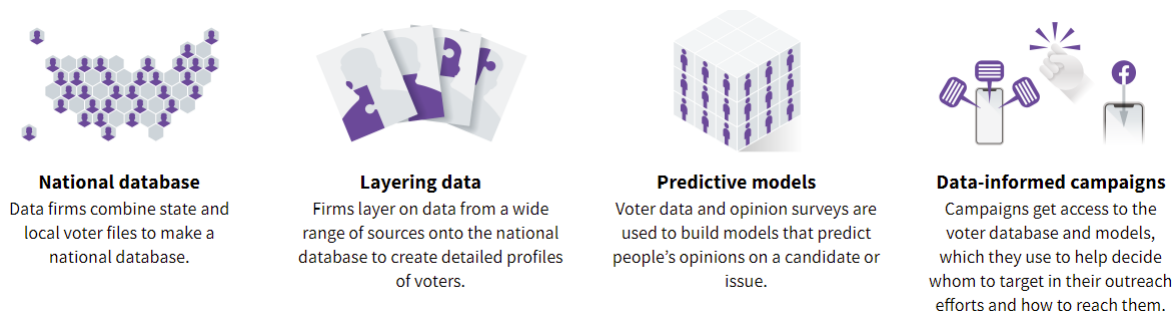 National database
Data firms combine state and
local voter files to make a
national database.
Layering data
Firms layer on data from a wide
range of sources onto the national
database to create detailed profiles
of voters.
Predictive models
Voter data and opinion surveys are
used to build models that predict
people’s opinions on a candidate or
issue.
Data-informed campaigns
Campaigns get access to the
voter database and models,
which they use to help decide
whom to target in their outreach
efforts and how to reach them.